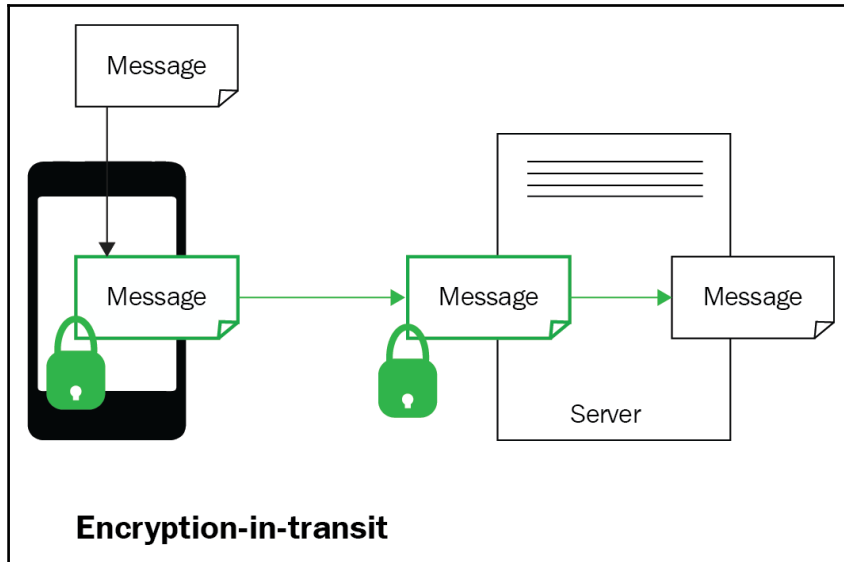 Message
Message
Message
Message
Server
Encryption-in-transit